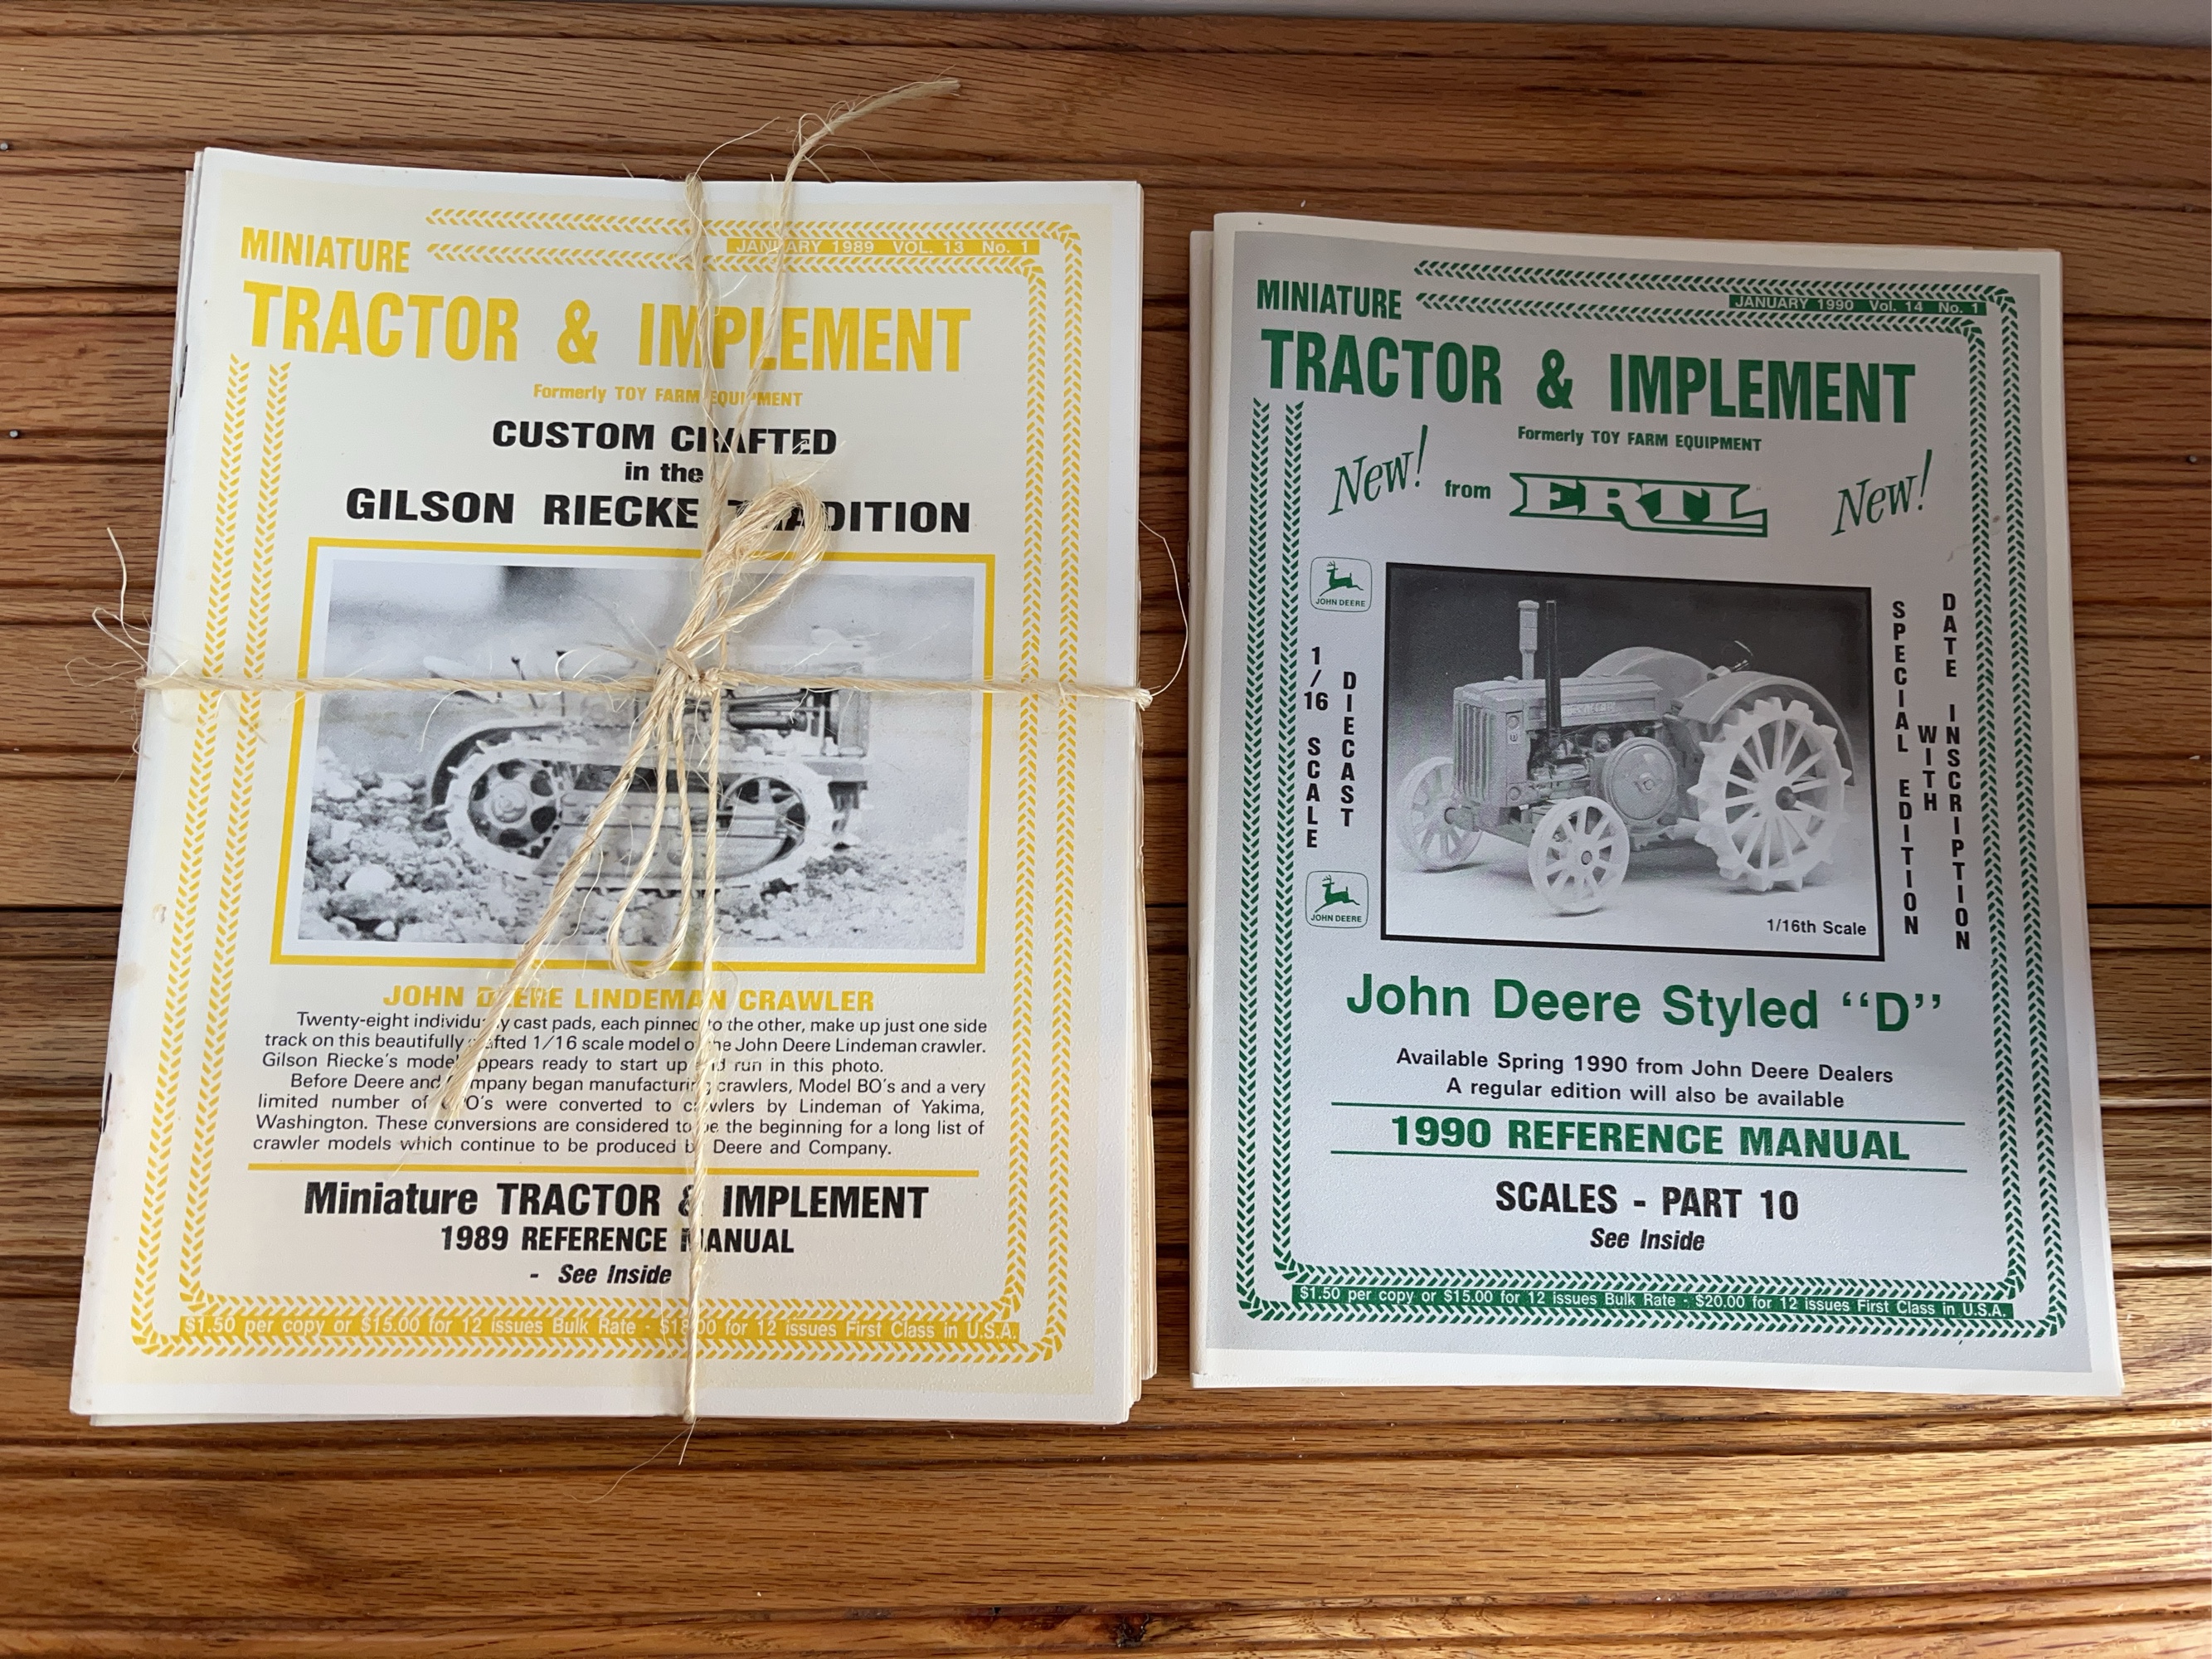 MINIATURE
JANUARY 1989 VOL. 13 No. 1
TRACTOR & IMPLEMENT
Formerly TOY FARM EQUIPMENT
CUSTOM CRAFTED
in the
GILSON RIECKE TRADITION
JOHN DEERE LINDEMAN CRAWLER
Twenty-eight individually cast pads, each pinned to the other, make up just one side
track on this beautifully crafted 1/16 scale model of the John Deere Lindeman crawler.
Gilson Riecke's model appears ready to start up and run in this photo.
Before Deere and Company began manufacturing crawlers, Model BO's and a very
limited number of BPO's were converted to crawlers by Lindeman of Yakima,
Washington. These conversions are considered to be the beginning for a long list of
crawler models which continue to be produced by Deere and Company.
Miniature TRACTOR & IMPLEMENT
1989 REFERENCE MANUAL
- See Inside
$1.50 per copy or $15.00 for 12 issues Bulk Rate - $18.00 for 12 issues First Class in U.S.A.
MINIATURE
JANUARY 1990 Vol. 14 No. 1
TRACTOR & IMPLEMENT
Formerly TOY FARM EQUIPMENT
New! from ERTL New!
JOHN DEERE
1/16 SCALE
DIECAST
JOHN DEERE
SPECIAL EDITION
WITH
DATE INSCRIPTION
1/16th Scale
John Deere Styled "D"
Available Spring 1990 from John Deere Dealers
A regular edition will also be available
1990 REFERENCE MANUAL
SCALES - PART 10
See Inside
$1.50 per copy or $15.00 for 12 issues Bulk Rate - $20.00 for 12 issues First Class in U.S.A.